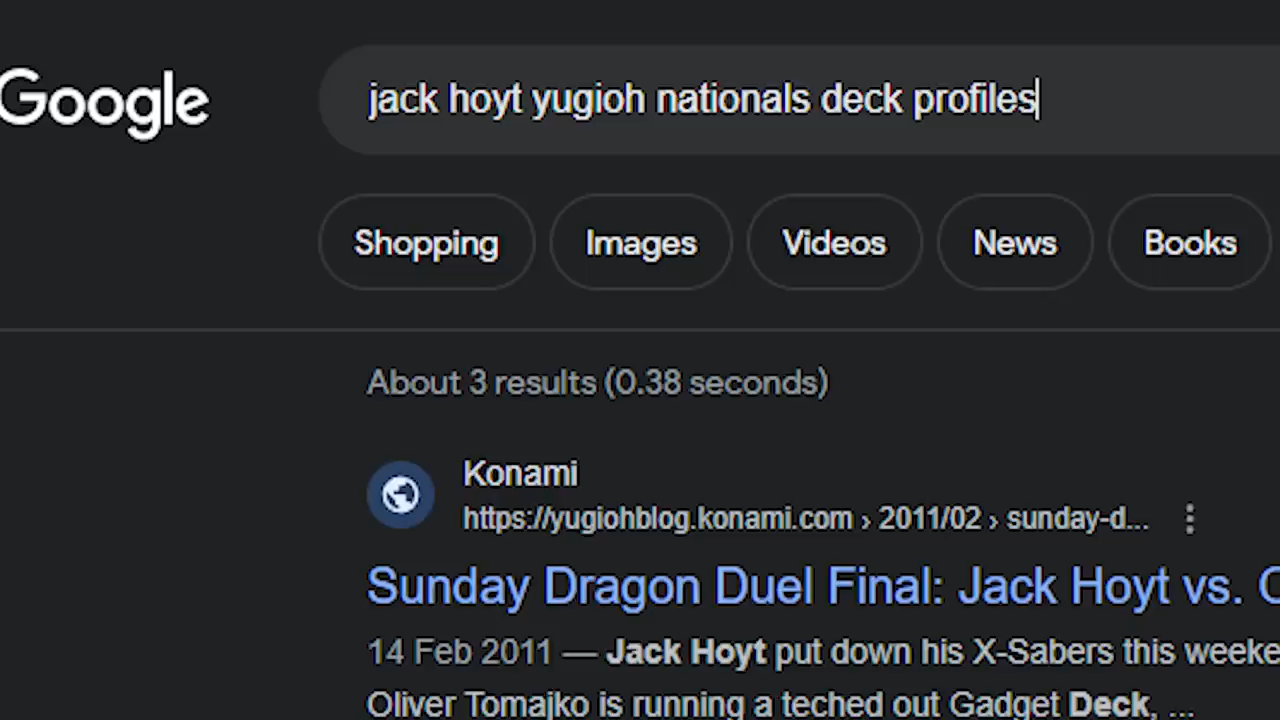 Google
jack hoyt yugioh nationals deck profiles
Shopping Images Videos News Books
About 3 results (0.38 seconds)
Konami
https://yugiohblog.konami.com › 2011/02 › sunday-d...
Sunday Dragon Duel Final: Jack Hoyt vs.
14 Feb 2011 — Jack Hoyt put down his X-Sabers this
Oliver Tomajko is running a teched out Gadget Deck, ...